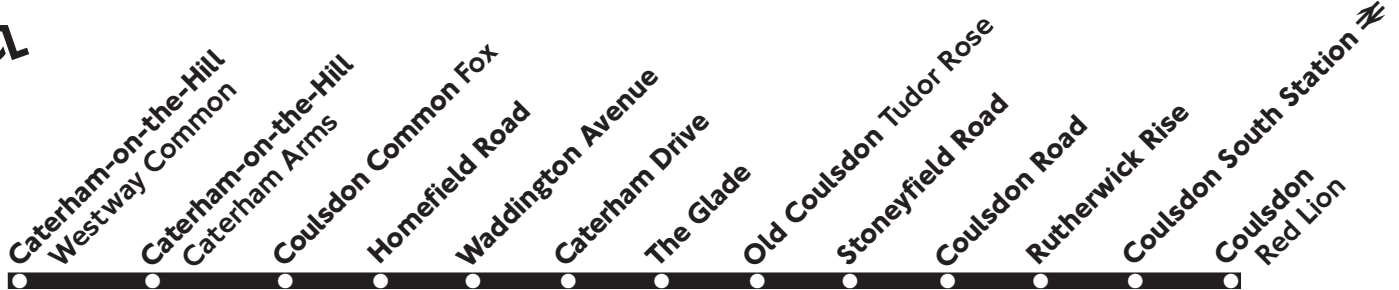 Caterham-on-the-Hill
Westway Common
Caterham-on-the-Hill
Caterham Arms
Coulsdon Common Fox
Homefield Road
Waddington Avenue
Caterham Drive
The Glade
Old Coulsdon Tudor Rose
Stoneyfield Road
Coulsdon Road
Rutherwick Rise
Coulsdon South Station
Coulsdon
Red Lion